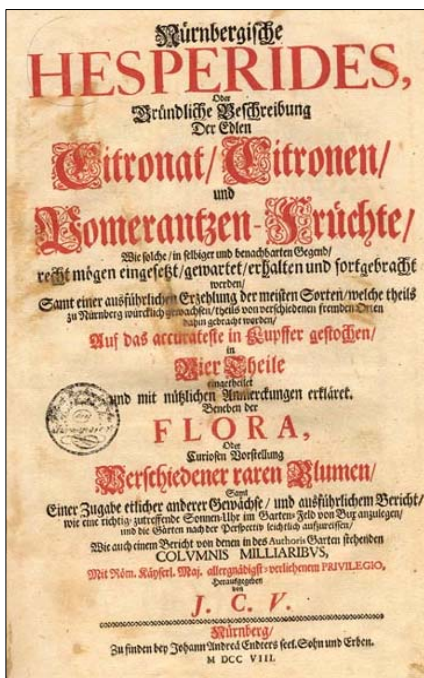 Nürnbergische
HESPERIDES,
Oder
Gründliche Beschreibung
Der Edlen
Citronat/ Citronen/
und
Pomerantzen-Früchte/
Wie solche/ in selbiger und benachbarten Gegend/
recht mögen eingesetzt/ gewartet/ erhalten und fortgebracht
werden/
Samt einer ausführlichen Erzehlung der meisten Sorten/ welche theils
zu Nürnberg würcklich gewachsen/ theils von verschiedenen fremden Orten
dahin gebracht worden/
Auf das accurateste in Kupffer gestochen/
in
Vier Theile
eingetheilet
und mit nützlichen Anmerckungen erkläret.
Beneben der
FLORA,
Oder
Curiosen Vorstellung
Verschiedener raren Blumen/
Samt
Einer Zugabe etlicher anderer Gewächse/ und ausführlichem Bericht/
wie eine richtig-zutreffende Sonnen-Uhr im Garten-Feld von Bux anzulegen/
und die Gärten nach der Perspectiv leichtlich aufzureissen/
Wie auch einem Bericht von denen in des Authoris Garten stehenden
COLVMNIS MILLIARIBVS,
Mit Röm. Käyserl. Maj. allergnädigst-verliehenem PRIVILEGIO,
Herausgegeben
von
J. C. V.
Nürnberg/
Zu finden bey Johann Andreä Endters seel. Sohn und Erben.
M DCC VIII.